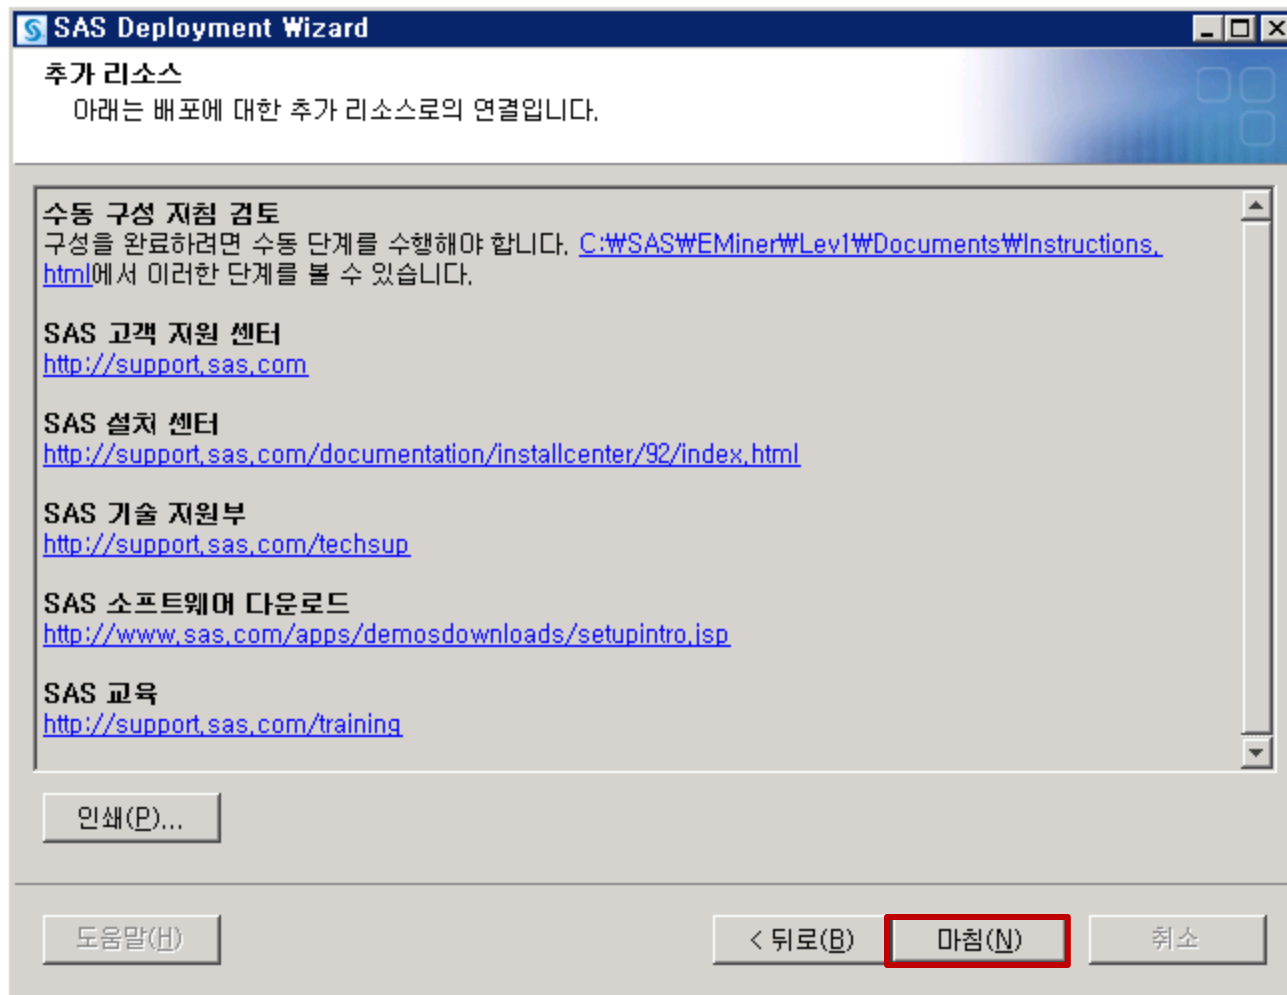 SAS Deployment Wizard
추가 리소스
아래는 배포에 대한 추가 리소스로의 연결입니다.
수동 구성 지침 검토
구성을 완료하려면 수동 단계를 수행해야 합니다. C:₩SAS₩EMiner₩Lev1₩Documents₩Instructions.
html에서 이러한 단계를 볼 수 있습니다.
SAS 고객 지원 센터
http://support.sas.com
SAS 설치 센터
http://support.sas.com/documentation/installcenter/92/index.html
SAS 기술 지원부
http://support.sas.com/techsup
SAS 소프트웨어 다운로드
http://www.sas.com/apps/demosdownloads/setupintro.jsp
SAS 교육
http://support.sas.com/training
인쇄(P)...
도움말(H)
< 뒤로(B)
마침(N)
취소